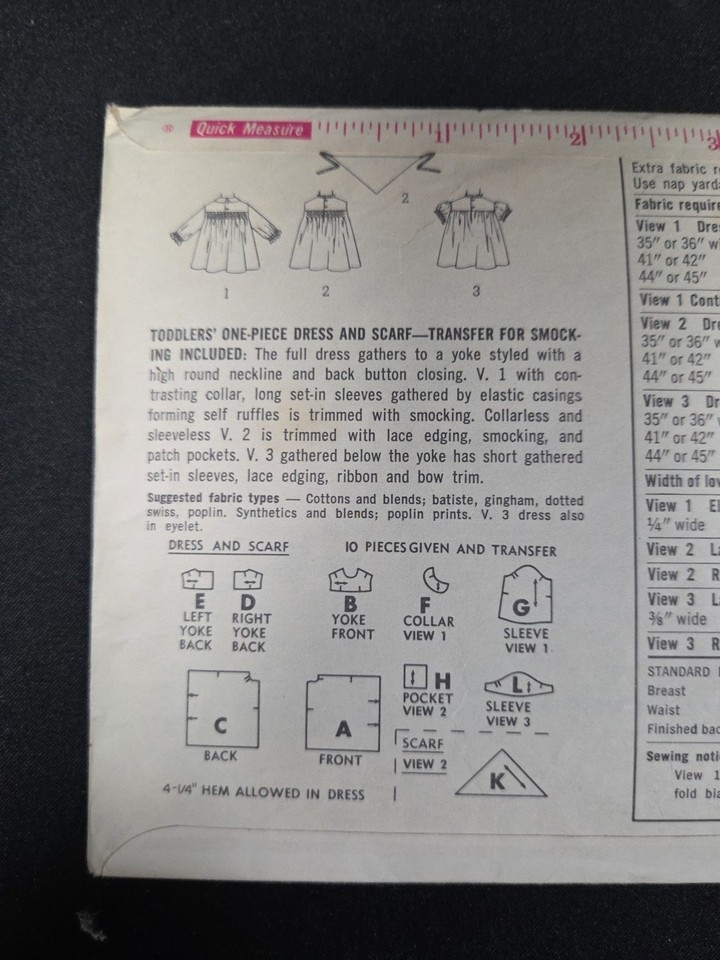 ® Quick Measure 1 2 3
2
1 2 3
TODDLERS' ONE-PIECE DRESS AND SCARF—TRANSFER FOR SMOCK-
ING INCLUDED: The full dress gathers to a yoke styled with a
high round neckline and back button closing. V. 1 with con-
trasting collar, long set-in sleeves gathered by elastic casings
forming self ruffles is trimmed with smocking. Collarless and
sleeveless V. 2 is trimmed with lace edging, smocking, and
patch pockets. V. 3 gathered below the yoke has short gathered
set-in sleeves, lace edging, ribbon and bow trim.
Suggested fabric types — Cottons and blends; batiste, gingham, dotted
swiss, poplin. Synthetics and blends; poplin prints. V. 3 dress also
in eyelet.
DRESS AND SCARF 10 PIECES GIVEN AND TRANSFER
E
LEFT
YOKE
BACK
D
RIGHT
YOKE
BACK
B
YOKE
FRONT
F
COLLAR
VIEW 1
G
SLEEVE
VIEW 1
C
BACK
A
FRONT
H
POCKET
VIEW 2
L
SLEEVE
VIEW 3
SCARF
VIEW 2
K
4-1/4" HEM ALLOWED IN DRESS
Extra fabric
Use nap
Fabric
View 1
35" or 36"
41" or 42"
44" or 45"
View 1
View 2
35" or 36"
41" or 42"
44" or 45"
View 3
35" or 36"
41" or 42"
44" or 45"
Width of
View 1
1/4" wide
View 2
View 2
View 3
3/8" wide
View 3
STANDARD
Breast
Waist
Finished
Sewing
View 1
fold